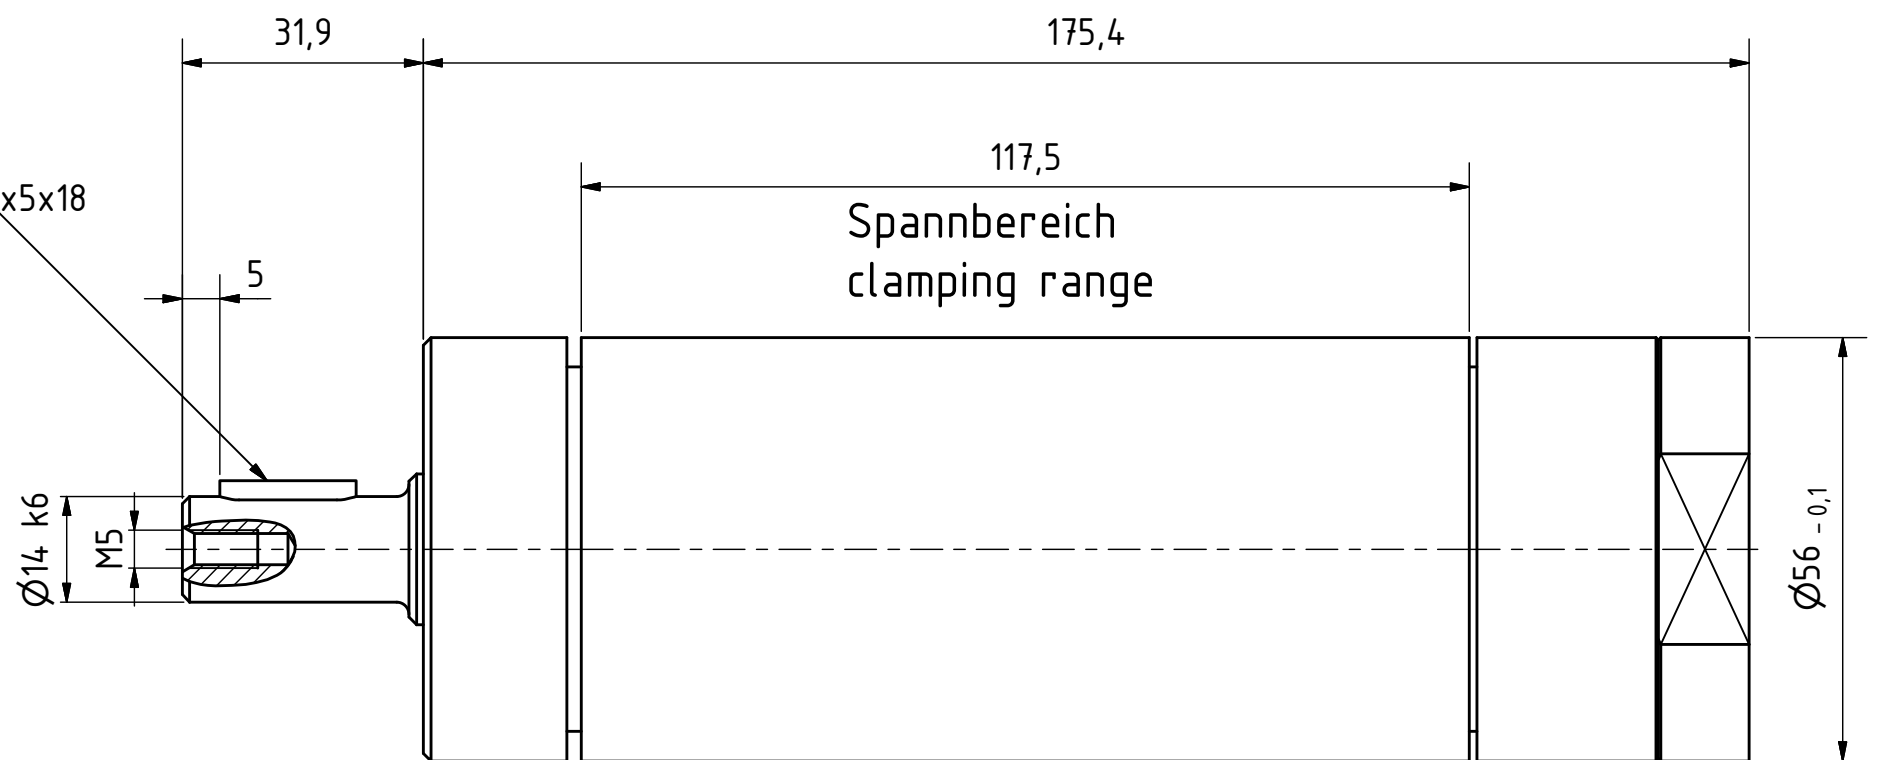 31,9
175,4
117,5
x5x18
Spannbereich
clamping range
5
Ø14 k6
M5
Ø56 - 0,1